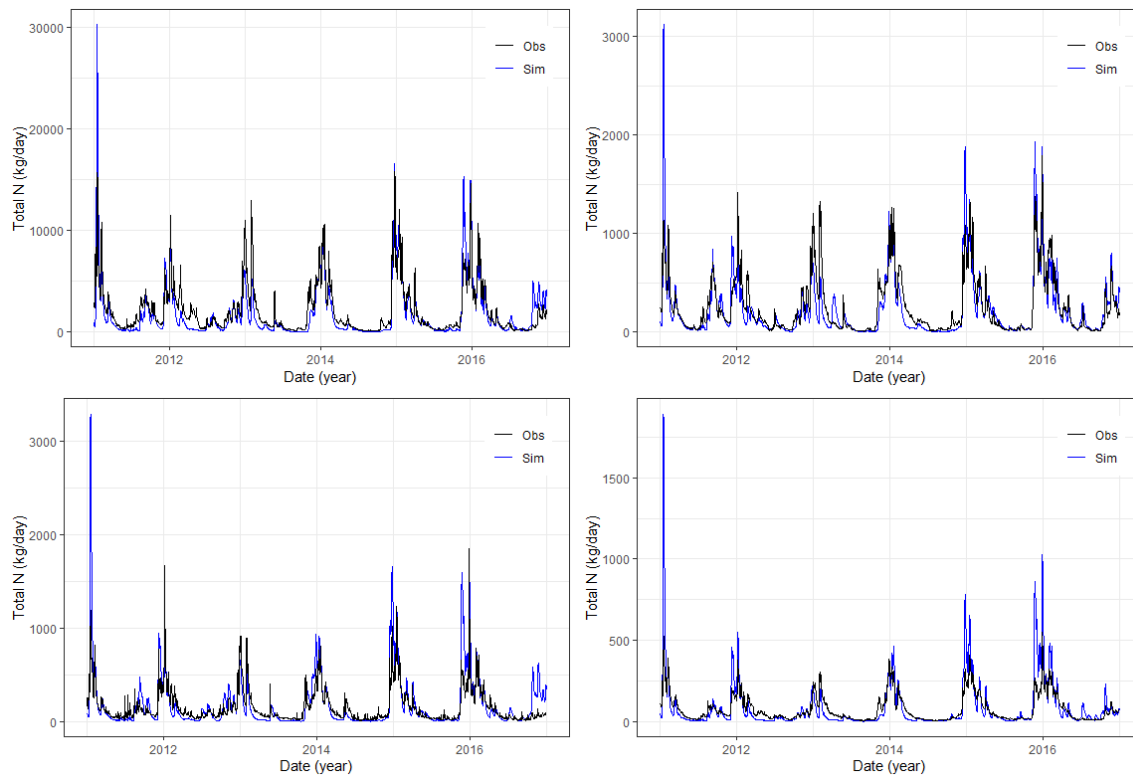 30000
20000
10000
0
Total N (kg/day)
Obs
Sim
2012
2014
2016
Date (year)
3000
2000
1000
0
Total N (kg/day)
Obs
Sim
2012
2014
2016
Date (year)
3000
2000
1000
0
Total N (kg/day)
Obs
Sim
2012
2014
2016
Date (year)
1500
1000
500
0
Total N (kg/day)
Obs
Sim
2012
2014
2016
Date (year)